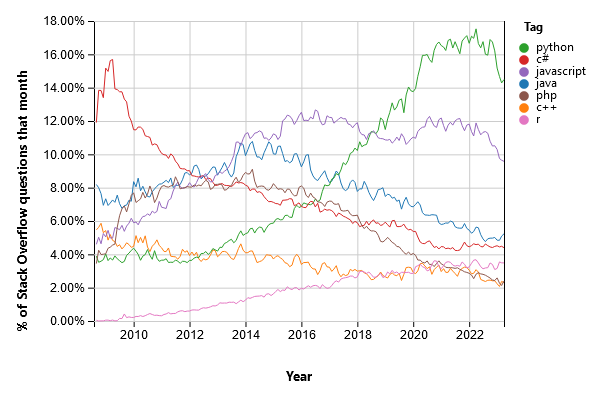 % of Stack Overflow questions that month
18.00%
16.00%
14.00%
12.00%
10.00%
8.00%
6.00%
4.00%
2.00%
0.00%
2010 2012 2014 2016 2018 2020 2022
Year
Tag
python
c#
javascript
java
php
c++
r